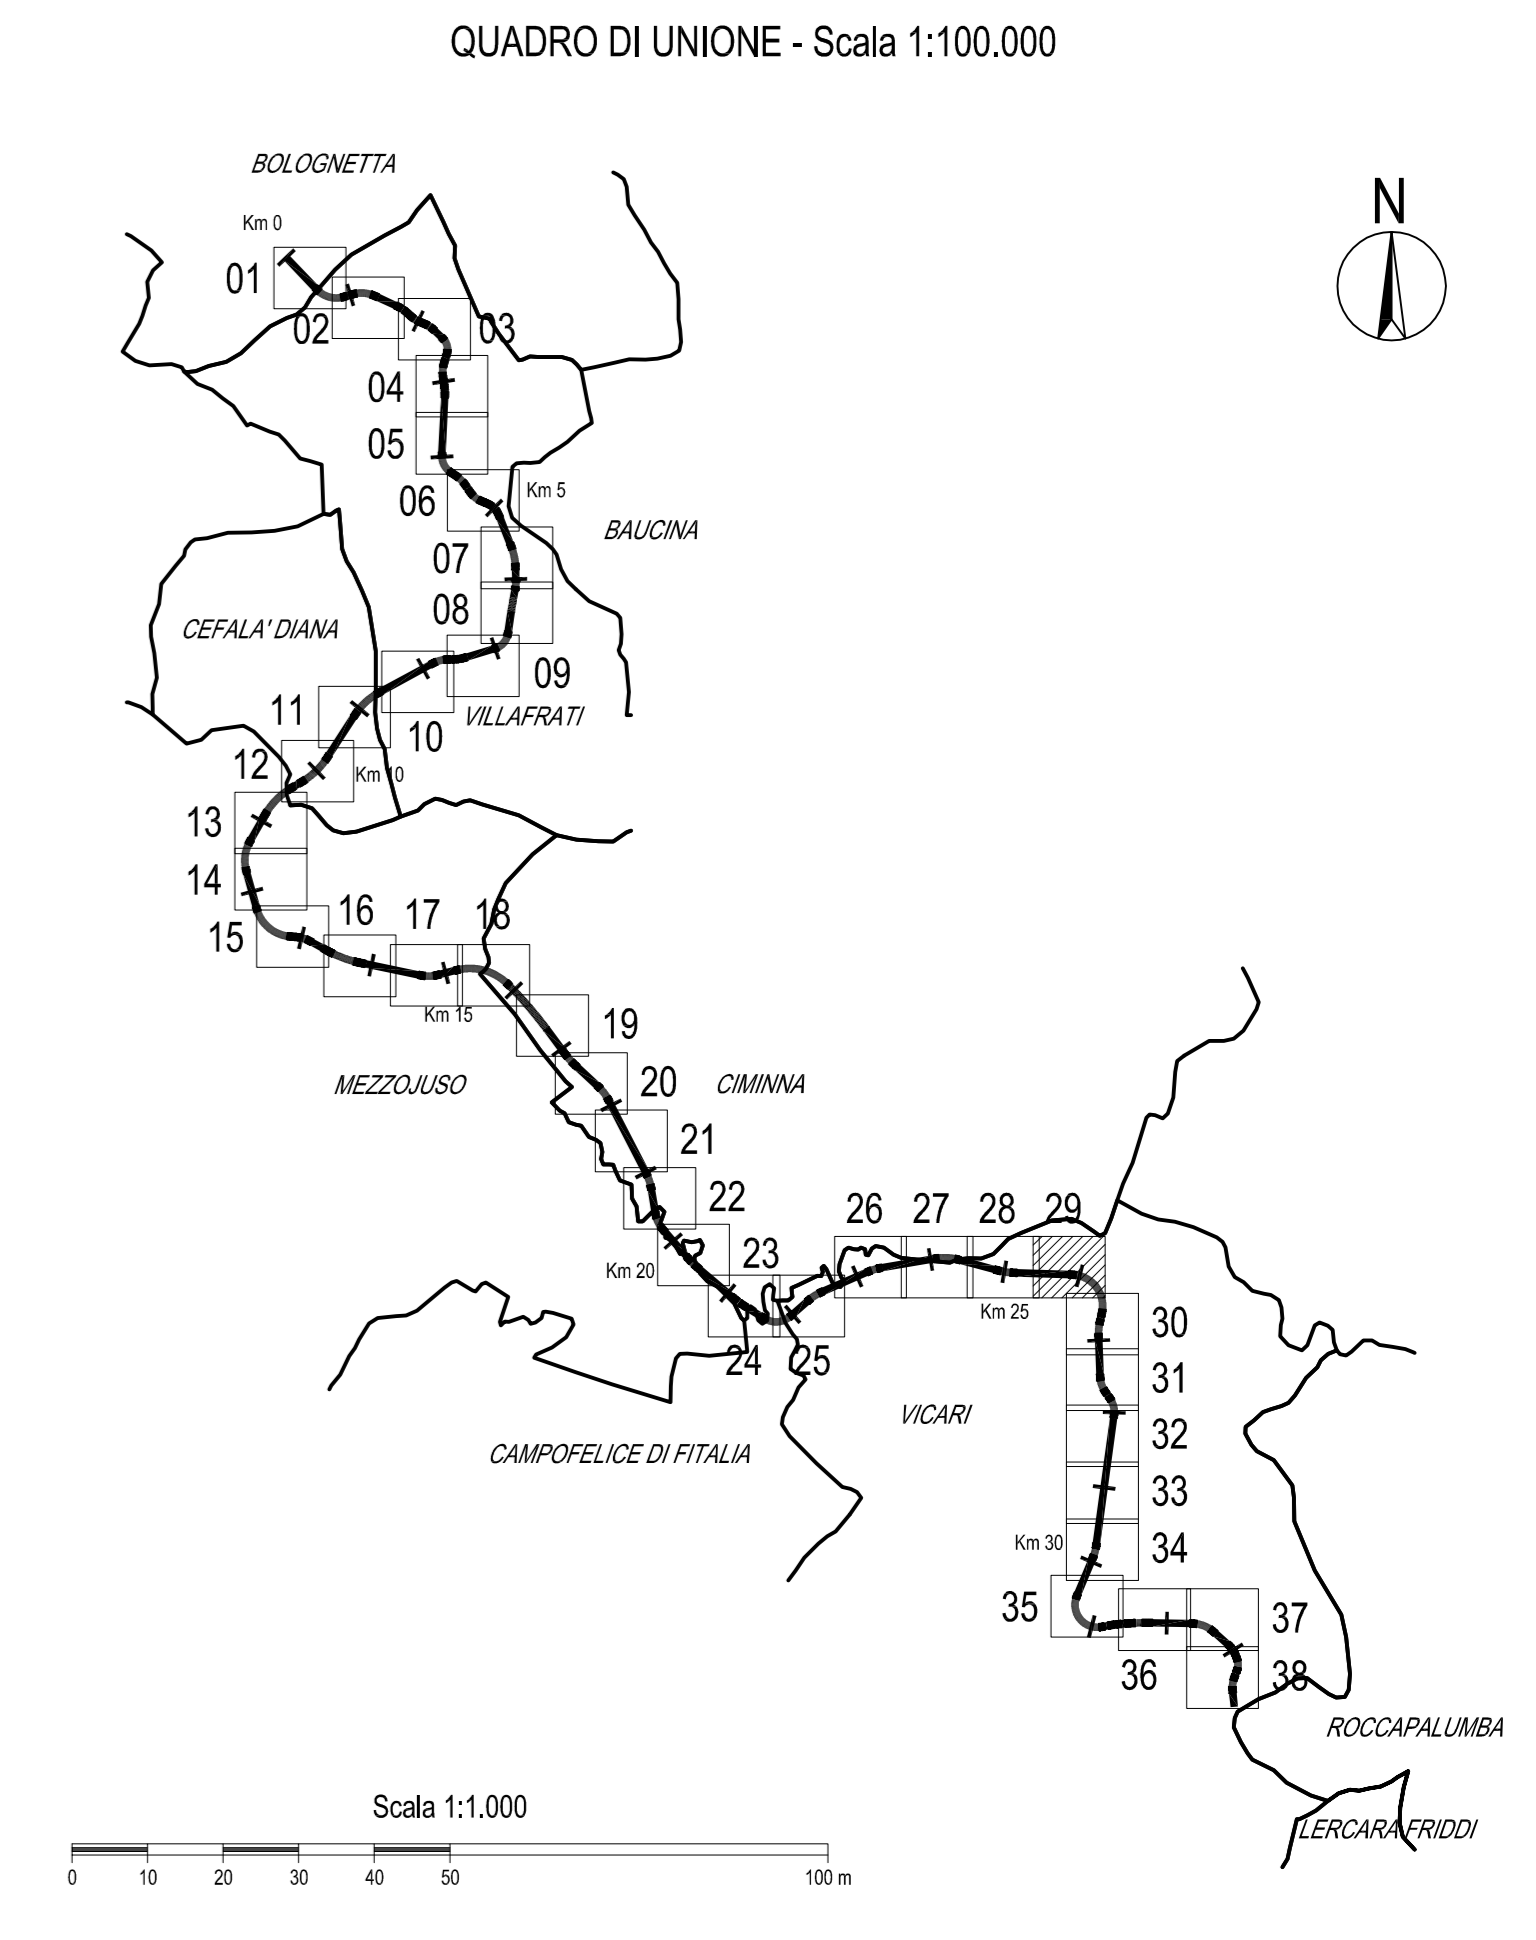 QUADRO DI UNIONE - Scala 1:100.000
BOLOGNETTA
N
Km 0
01
02
03
04
05
06
Km 5
BAUCINA
07
08
CEFALA' DIANA
09
11
VILLAFRATI
10
12
Km 10
13
14
15
16
17
18
Km 15
19
MEZZOJUSO
20
CIMINNA
21
22
26
27
28
29
23
Km 20
Km 25
30
24
25
31
VICARI
32
CAMPOFELICE DI FITALIA
33
Km 30
34
35
37
36
38
ROCCAPALUMBA
LERCARA FRIDDI
Scala 1:1.000
0 10 20 30 40 50 100 m